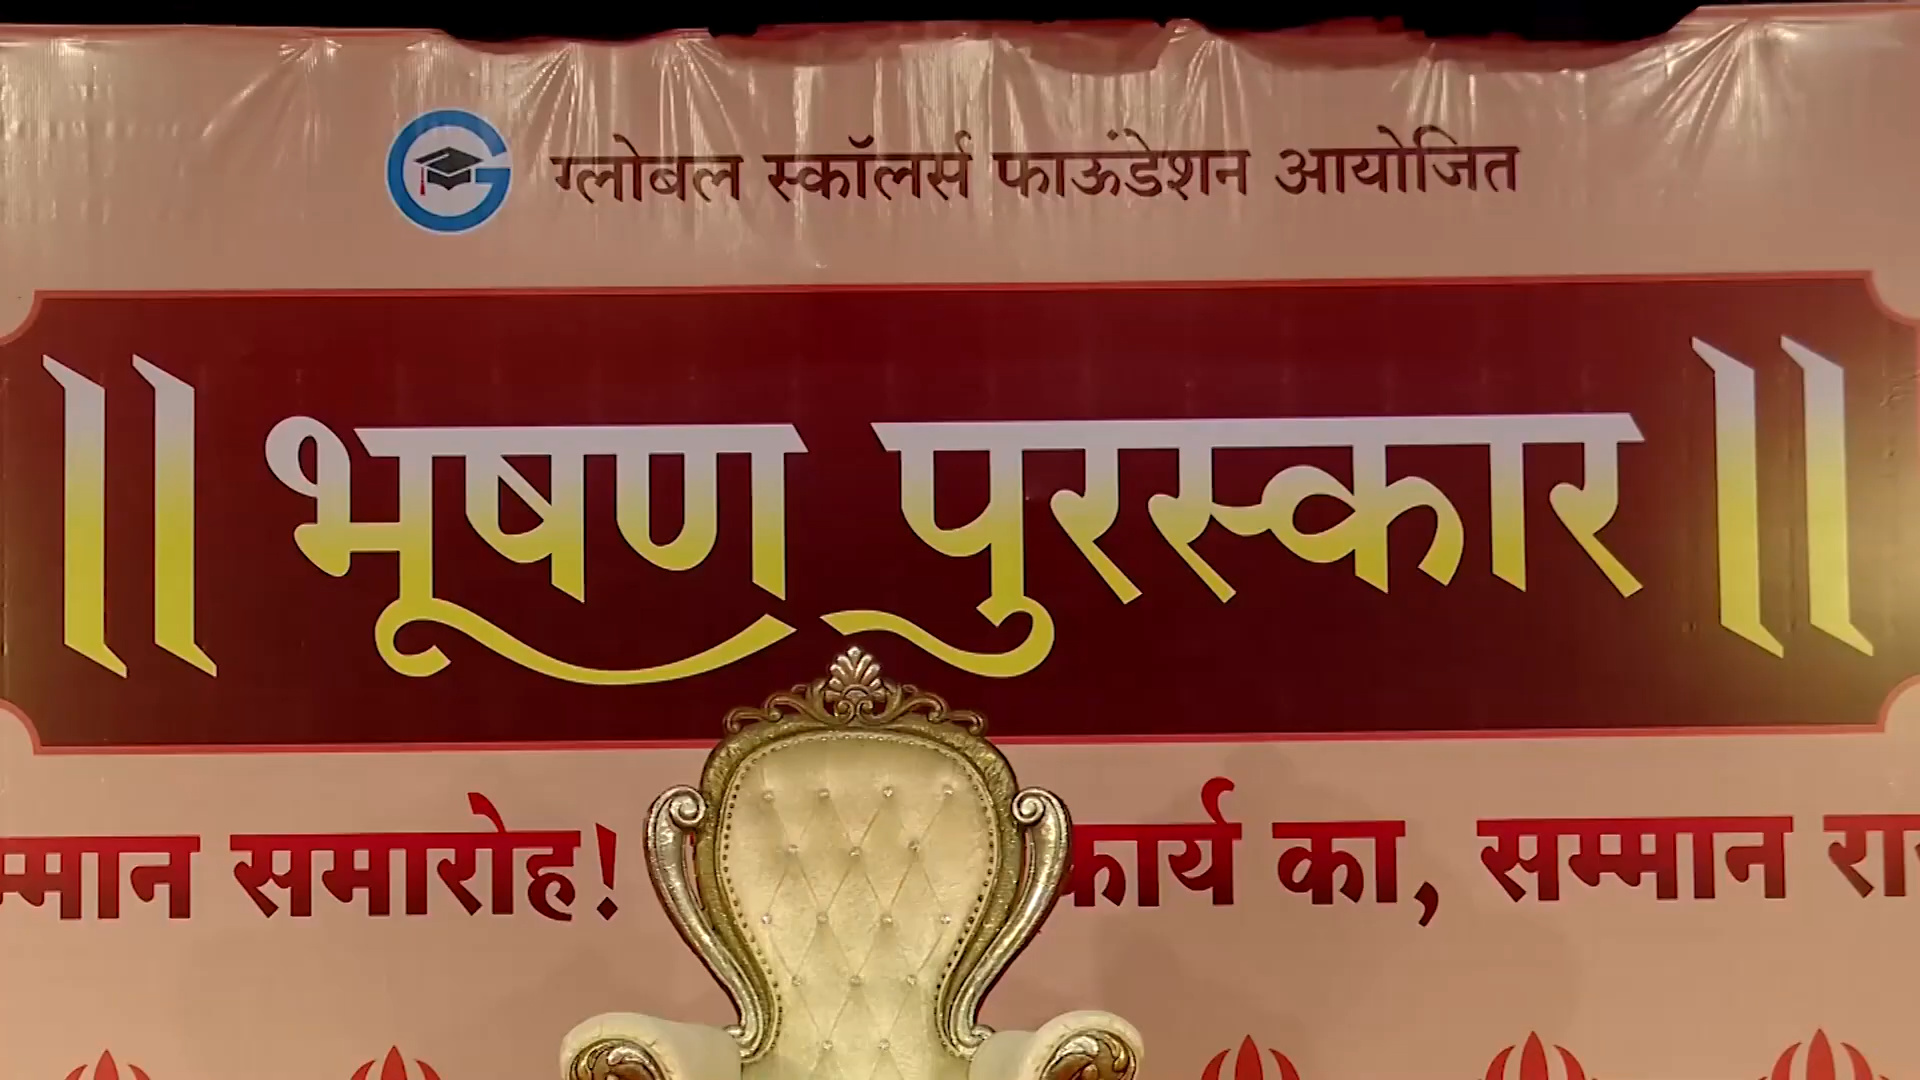 ग्लोबल स्कॉलर्स फाऊंडेशन आयोजित
|| भूषण पुरस्कार ||
समारोह! कार्य का, सम्मान